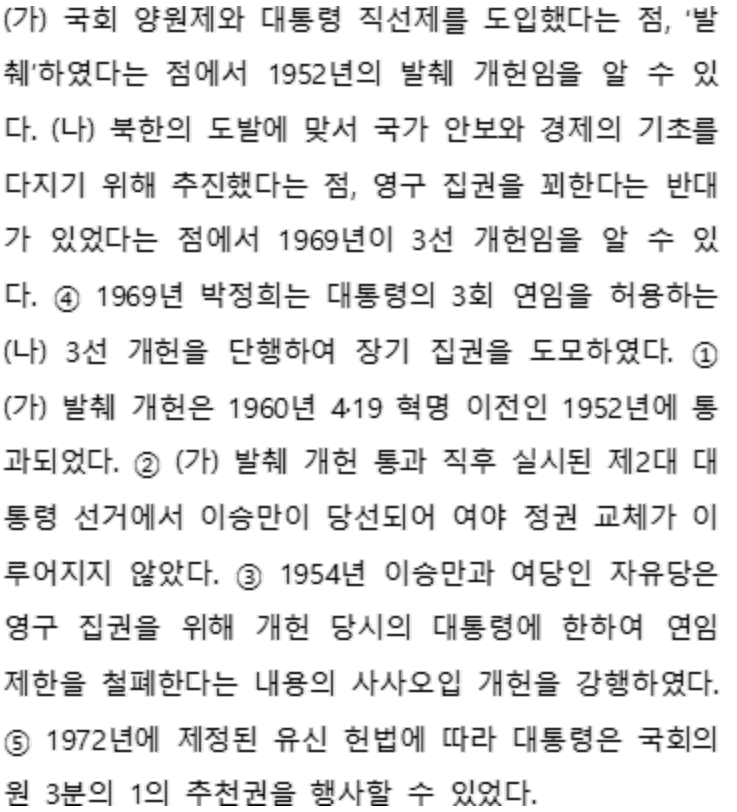 (가) 국회 양원제와 대통령 직선제를 도입했다는 점, ‘발
췌’하였다는 점에서 1952년의 발췌 개헌임을 알 수 있
다. (나) 북한의 도발에 맞서 국가 안보와 경제의 기초를
다지기 위해 추진했다는 점, 영구 집권을 꾀한다는 반대
가 있었다는 점에서 1969년이 3선 개헌임을 알 수 있
다. ④ 1969년 박정희는 대통령의 3회 연임을 허용하는
(나) 3선 개헌을 단행하여 장기 집권을 도모하였다. ①
(가) 발췌 개헌은 1960년 4·19 혁명 이전인 1952년에 통
과되었다. ② (가) 발췌 개헌 통과 직후 실시된 제2대 대
통령 선거에서 이승만이 당선되어 여야 정권 교체가 이
루어지지 않았다. ③ 1954년 이승만과 여당인 자유당은
영구 집권을 위해 개헌 당시의 대통령에 한하여 연임
제한을 철폐한다는 내용의 사사오입 개헌을 강행하였다.
⑤ 1972년에 제정된 유신 헌법에 따라 대통령은 국회의
원 3분의 1의 추천권을 행사할 수 있었다.